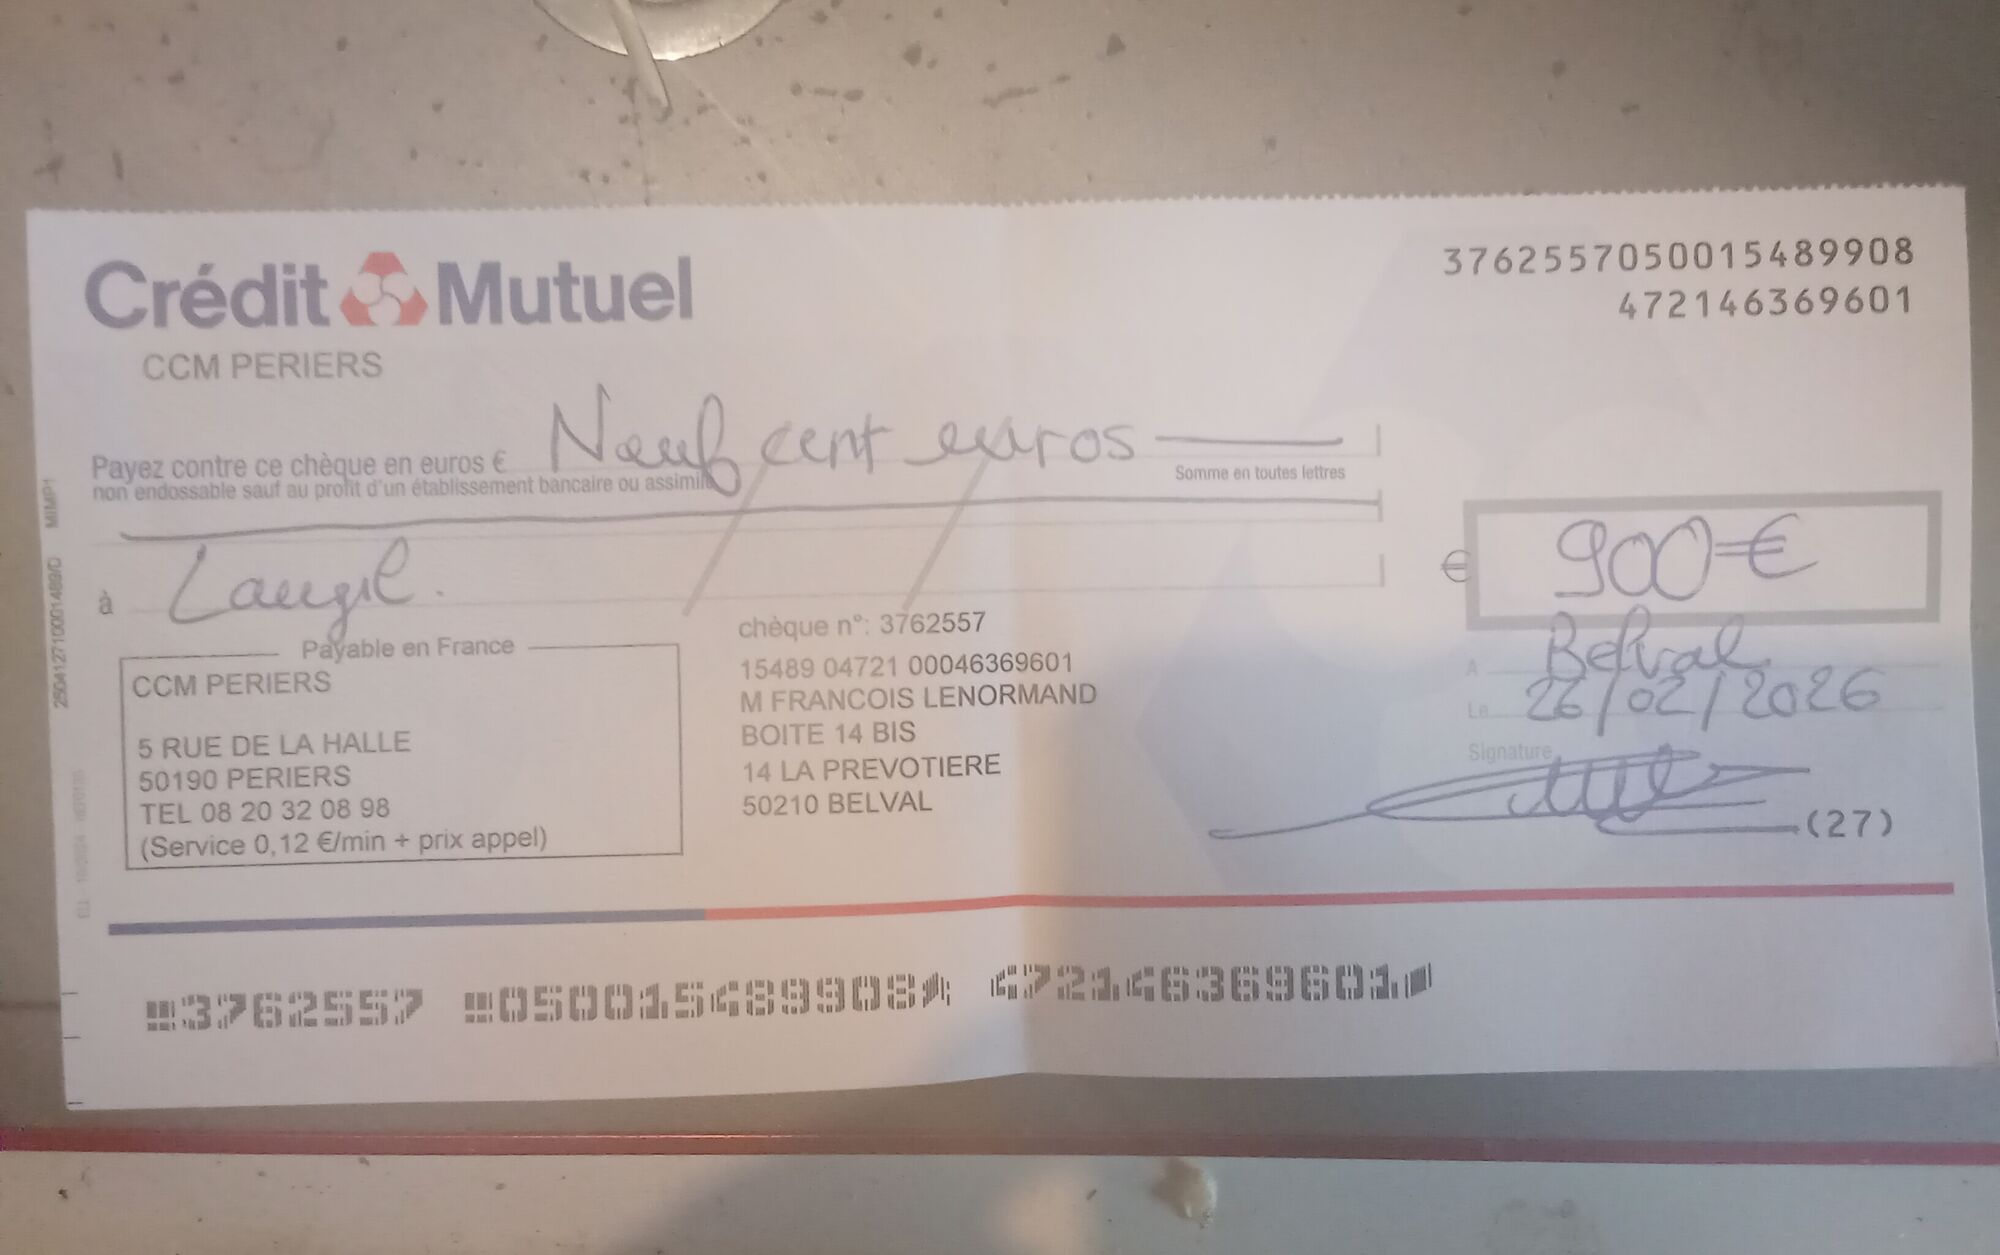 Crédit Mutuel
3762557050015489908
472146369601
CCM PERIERS
Payez contre ce chèque en euros € Neuf cent euros
non endossable sauf au profit d'un établissement bancaire ou assimilé
Somme en toutes lettres
à
€ 900 €
Payable en France
CCM PERIERS
5 RUE DE LA HALLE
50190 PERIERS
TEL 08 20 32 08 98
(Service 0,12 €/min + prix appel)
chèque n°: 3762557
15489 04721 00046369601
M FRANCOIS LENORMAND
BOITE 14 BIS
14 LA PREVOTIERE
50210 BELVAL
A Belval
Le 26/02/2026
Signature
(27)
3762557 050015489908 472146369601
MIMP1